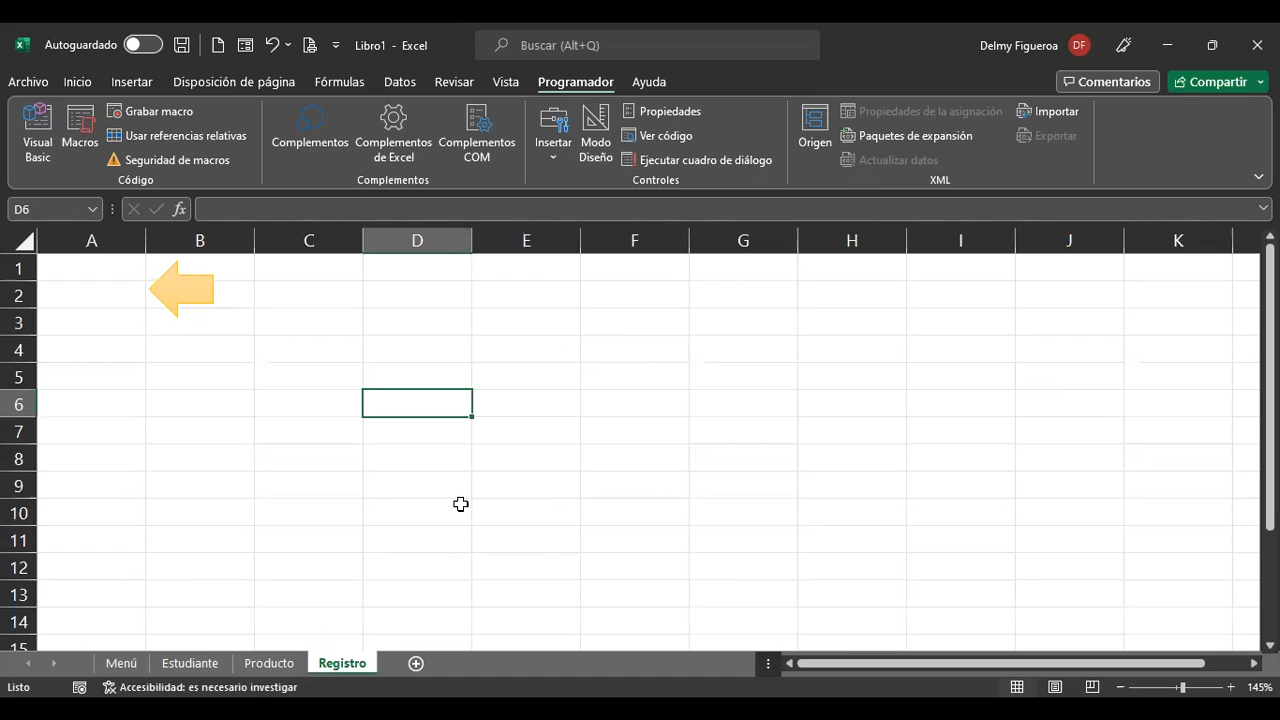 Autoguardado Libro1 - Excel Buscar (Alt+Q) Delmy Figueroa DF
Archivo Inicio Insertar Disposición de página Fórmulas Datos Revisar Vista Programador Ayuda Comentarios Compartir
Visual Basic
Macros
Grabar macro
Usar referencias relativas
Seguridad de macros
Código
Complementos
Complementos de Excel
Complementos COM
Complementos
Insertar
Modo Diseño
Propiedades
Ver código
Ejecutar cuadro de diálogo
Controles
Origen
Propiedades de la asignación
Paquetes de expansión
Actualizar datos
Importar
Exportar
XML
D6 fx
A B C D E F G H I J K
1
2
3
4
5
6
7
8
9
10
11
12
13
14
15
Menú Estudiante Producto Registro
Listo Accesibilidad: es necesario investigar 145%